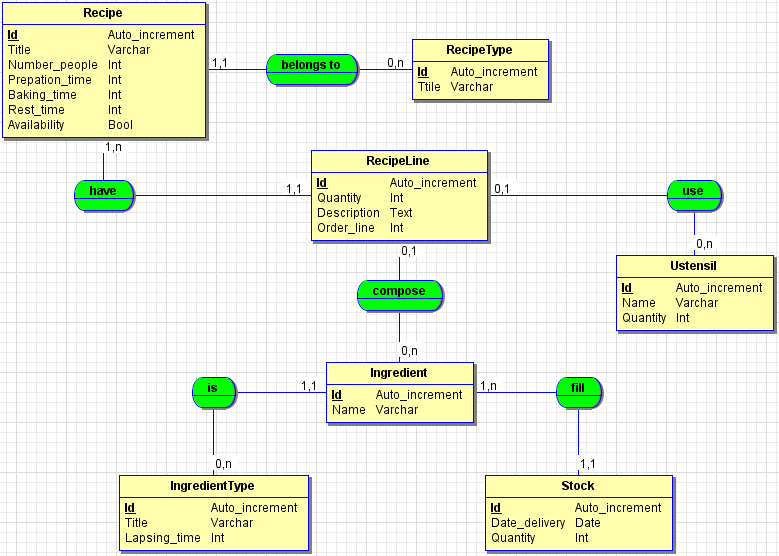 Recipe
Id Auto_increment
Title Varchar
Number_people Int
Prepation_time Int
Baking_time Int
Rest_time Int
Availability Bool
1,1
belongs to
0,n
RecipeType
Id Auto_increment
Ttile Varchar
1,n
have
1,1
RecipeLine
Id Auto_increment
Quantity Int
Description Text
Order_line Int
0,1
use
0,n
Ustensil
Id Auto_increment
Name Varchar
Quantity Int
0,1
compose
0,n
Ingredient
Id Auto_increment
Name Varchar
is
1,1
1,n
fill
0,n
1,1
IngredientType
Id Auto_increment
Title Varchar
Lapsing_time Int
Stock
Id Auto_increment
Date_delivery Date
Quantity Int